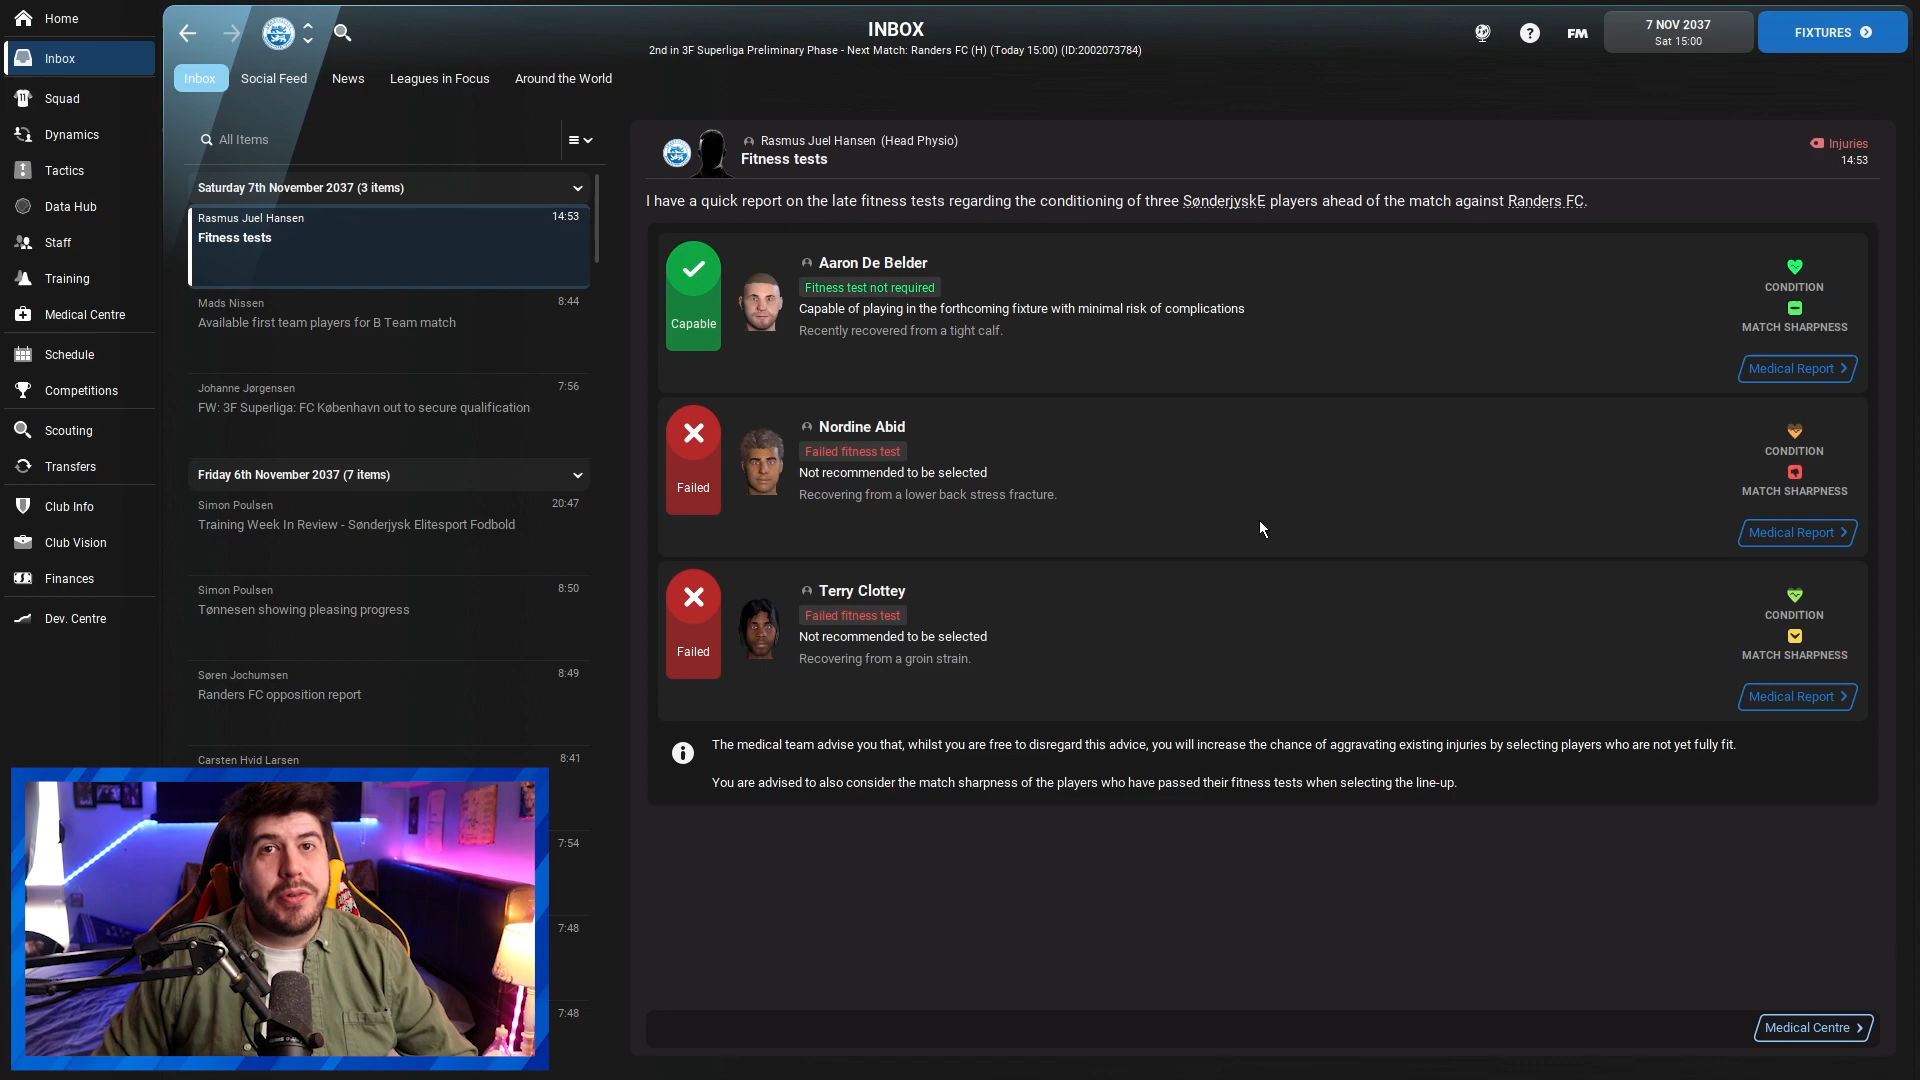 Home
Inbox
Squad
Dynamics
Tactics
Data Hub
Staff
Training
Medical Centre
Schedule
Competitions
Scouting
Transfers
Club Info
Club Vision
Finances
Dev. Centre
INBOX
2nd in 3F Superliga Preliminary Phase - Next Match: Randers FC (H) (Today 15:00) (ID:2002073784)
FM
7 NOV 2037
Sat 15:00
FIXTURES
Inbox
Social Feed
News
Leagues in Focus
Around the World
All Items
Saturday 7th November 2037 (3 items)
Rasmus Juel Hansen
14:53
Fitness tests
Mads Nissen
8:44
Available first team players for B Team match
Johanne Jørgensen
7:56
FW: 3F Superliga: FC København out to secure qualification
Friday 6th November 2037 (7 items)
Simon Poulsen
20:47
Training Week In Review - Sønderjysk Elitesport Fodbold
Simon Poulsen
8:50
Tønnesen showing pleasing progress
Søren Jochumsen
8:49
Randers FC opposition report
Carsten Hvid Larsen
8:41
7:54
7:48
7:48
Rasmus Juel Hansen (Head Physio)
Fitness tests
Injuries
14:53
I have a quick report on the late fitness tests regarding the conditioning of three SønderjyskE players ahead of the match against Randers FC.
Capable
Aaron De Belder
Fitness test not required
Capable of playing in the forthcoming fixture with minimal risk of complications
Recently recovered from a tight calf.
CONDITION
MATCH SHARPNESS
Medical Report
Failed
Nordine Abid
Failed fitness test
Not recommended to be selected
Recovering from a lower back stress fracture.
CONDITION
MATCH SHARPNESS
Medical Report
Failed
Terry Clottey
Failed fitness test
Not recommended to be selected
Recovering from a groin strain.
CONDITION
MATCH SHARPNESS
Medical Report
The medical team advise you that, whilst you are free to disregard this advice, you will increase the chance of aggravating existing injuries by selecting players who are not yet fully fit.
You are advised to also consider the match sharpness of the players who have passed their fitness tests when selecting the line-up.
Medical Centre